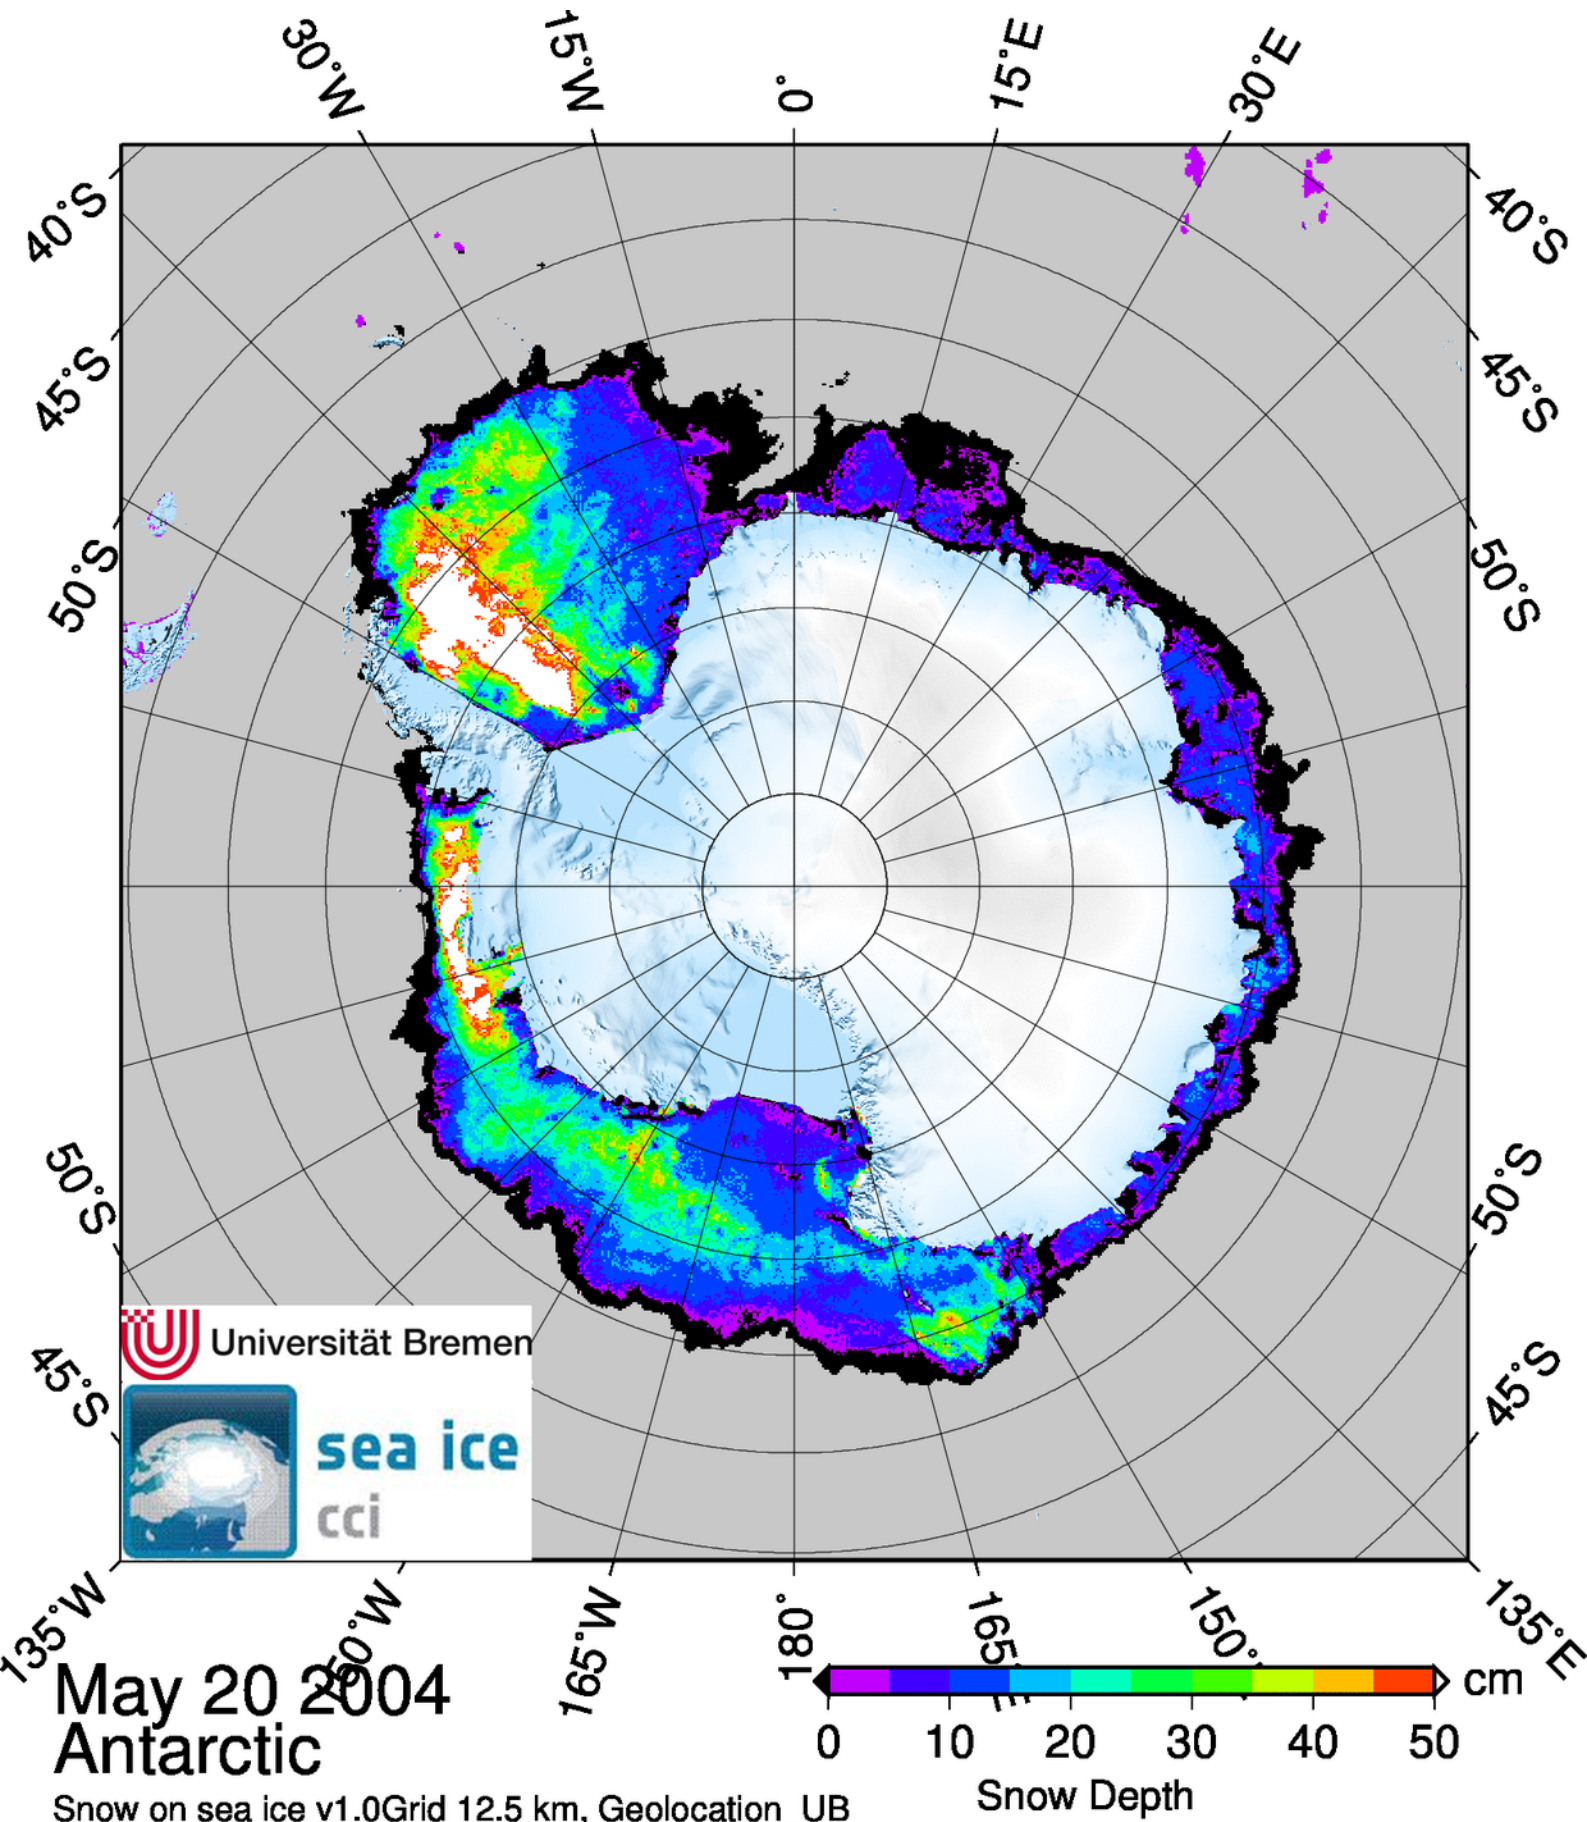 30°W 15°W 0° 15°E 30°E
40°S 40°S
45°S 45°S
50°S 50°S
50°S 50°S
45°S 45°S
Universität Bremen
sea ice
cci
135°W 165°W 180° 165 150° 135°E
May 20 2004
Antarctic
Snow on sea ice v1.0Grid 12.5 km, Geolocation UB
cm
0 10 20 30 40 50
Snow Depth